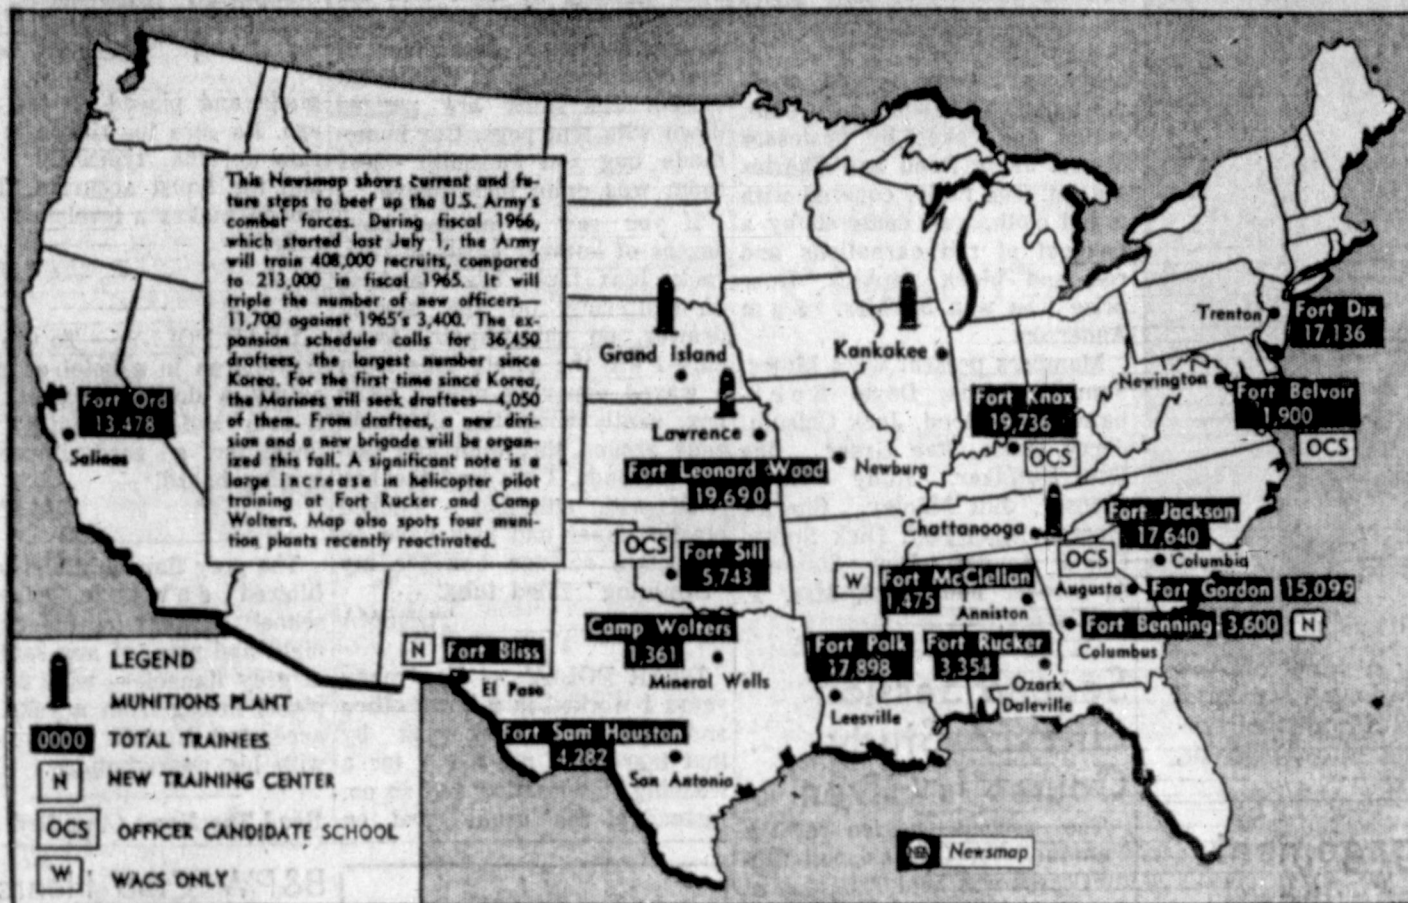 This Newsmap shows current and fu-
ture steps to beef up the U.S. Army's
combat forces. During fiscal 1966,
which started last July 1, the Army
will train 408,000 recruits, compared
to 213,000 in fiscal 1965. It will
triple the number of new officers—
11,700 against 1965's 3,400. The ex-
pansion schedule calls for 36,450
draftees, the largest number since
Korea. For the first time since Korea,
the Marines will seek draftees—4,050
of them. From draftees, a new divi-
sion and a new brigade will be organ-
ized this fall. A significant note is a
large increase in helicopter pilot
training at Fort Rucker and Camp
Wolters. Map also spots four muni-
tion plants recently reactivated.
Fort Ord
13,478
Salinas
Grand Island
Lawrence
Kankakee
Newburg
Fort Leonard Wood
19,690
Fort Knox
19,736
OCS
Trenton
Fort Dix
17,136
Newington
Fort Belvoir
1,900
OCS
Chattanooga
Fort Jackson
17,640
Columbia
OCS
Fort Sill
5,743
W
Fort McClellan
1,475
Anniston
OCS
Augusta
Fort Gordon 15,099
Fort Benning 3,600 N
Columbus
Camp Wolters
1,361
Mineral Wells
Fort Polk
17,898
Leesville
Fort Rucker
3,354
Ozark
Daleville
N Fort Bliss
El Paso
Fort Sam Houston
4,282
San Antonio
LEGEND
MUNITIONS PLANT
0000 TOTAL TRAINEES
N NEW TRAINING CENTER
OCS OFFICER CANDIDATE SCHOOL
W WACS ONLY
Newsmap